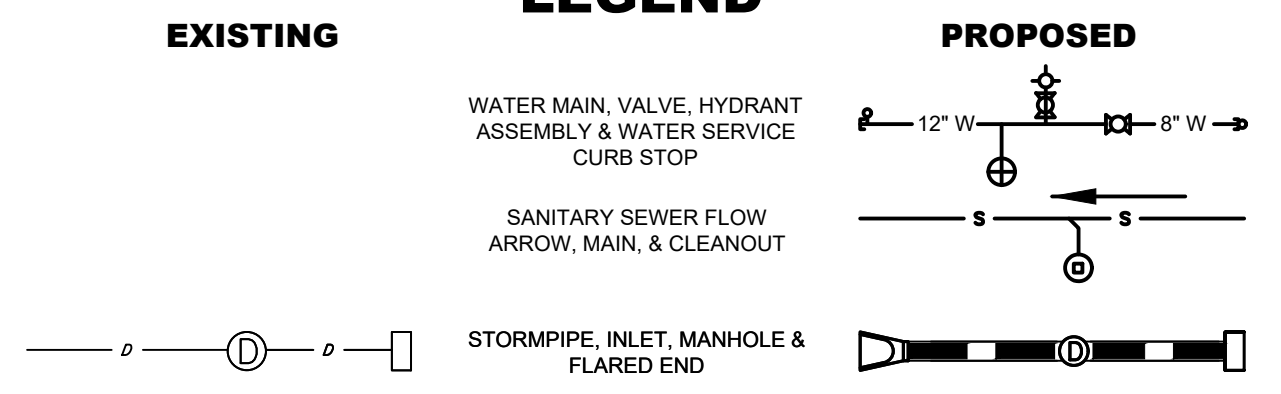 LEGEND
EXISTING
PROPOSED
WATER MAIN, VALVE, HYDRANT
ASSEMBLY & WATER SERVICE
CURB STOP
12" W
8" W
SANITARY SEWER FLOW
ARROW, MAIN, & CLEANOUT
S
S
D
D
D
STORMPIPE, INLET, MANHOLE &
FLARED END
D